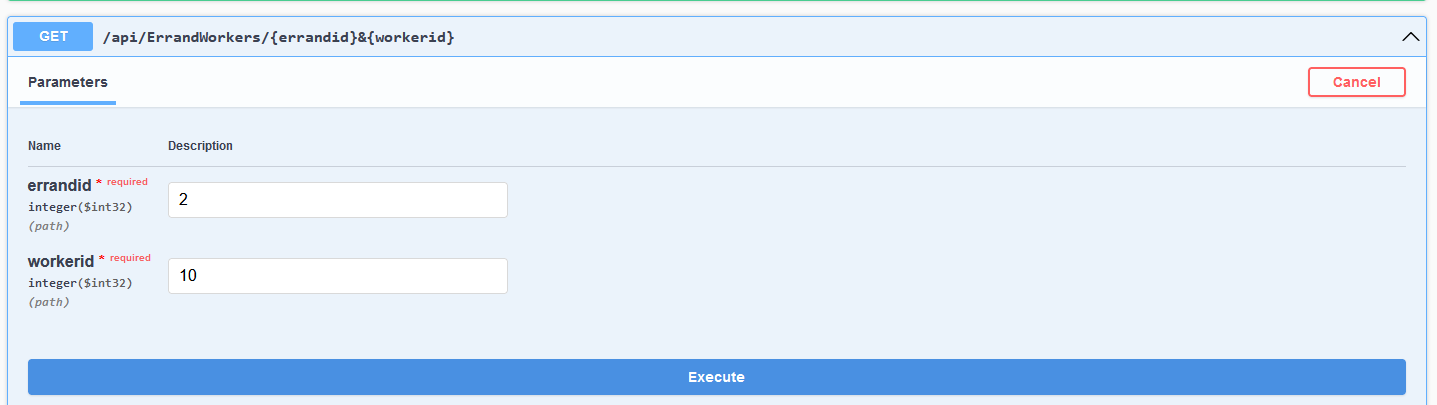 GET /api/ErrandWorkers/{errandid}&{workerid}
Parameters Cancel
Name Description
errandid * required
2
integer($int32)
(path)
workerid * required
10
integer($int32)
(path)
Execute